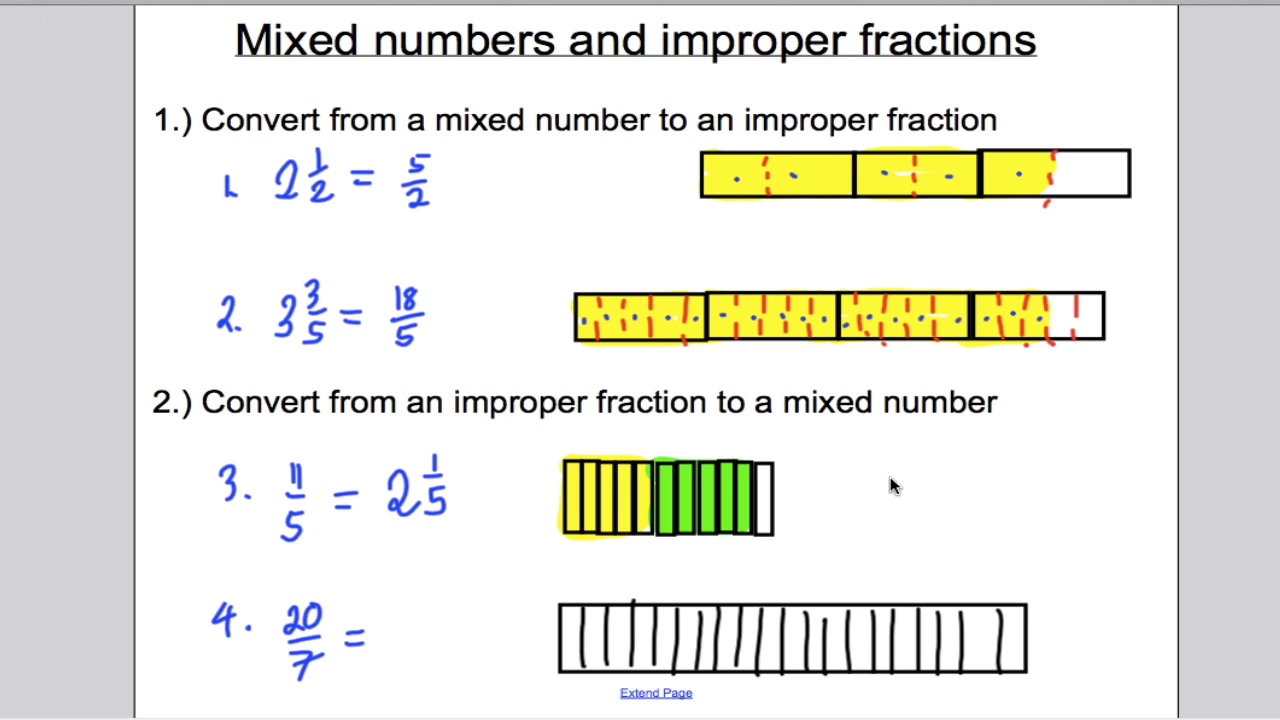 Mixed numbers and improper fractions
1.) Convert from a mixed number to an improper fraction
1. 2 1/2 = 5/2
2. 3 3/5 = 18/5
2.) Convert from an improper fraction to a mixed number
3. 11/5 = 2 1/5
4. 20/7 =
Extend Page